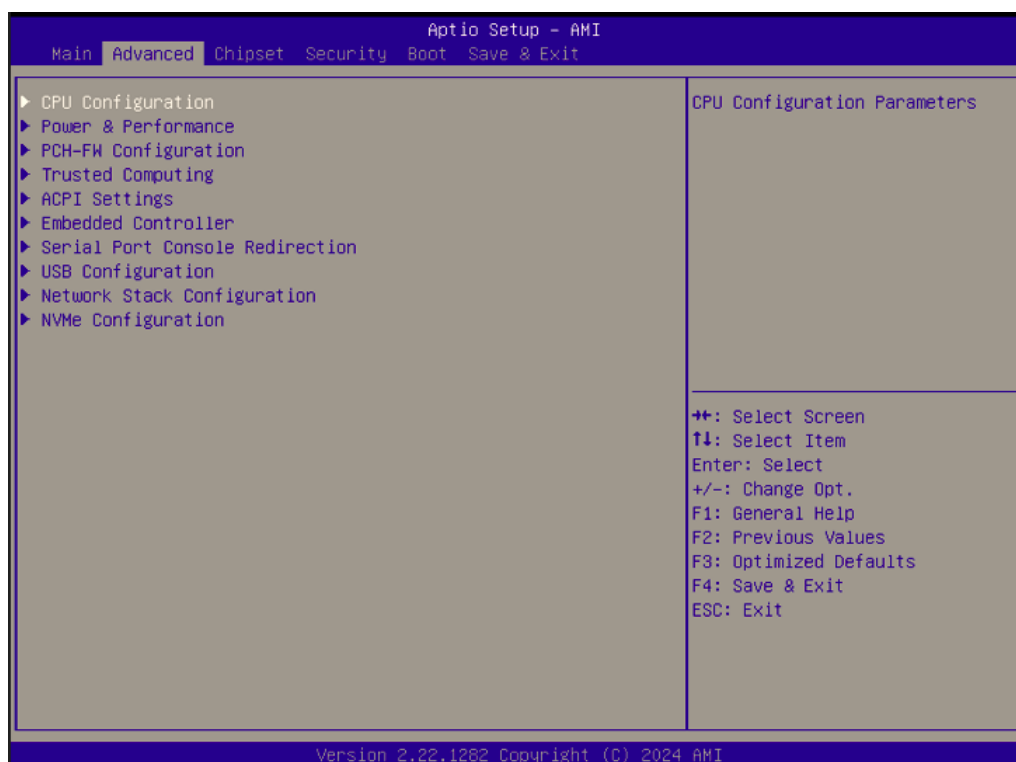 Aptio Setup - AMI
Main Advanced Chipset Security Boot Save & Exit
CPU Configuration
Power & Performance
PCH-FW Configuration
Trusted Computing
ACPI Settings
Embedded Controller
Serial Port Console Redirection
USB Configuration
Network Stack Configuration
NVMe Configuration
CPU Configuration Parameters
→←: Select Screen
↑↓: Select Item
Enter: Select
+/-: Change Opt.
F1: General Help
F2: Previous Values
F3: Optimized Defaults
F4: Save & Exit
ESC: Exit
Version 2.22.1282 Copyright (C) 2024 AMI